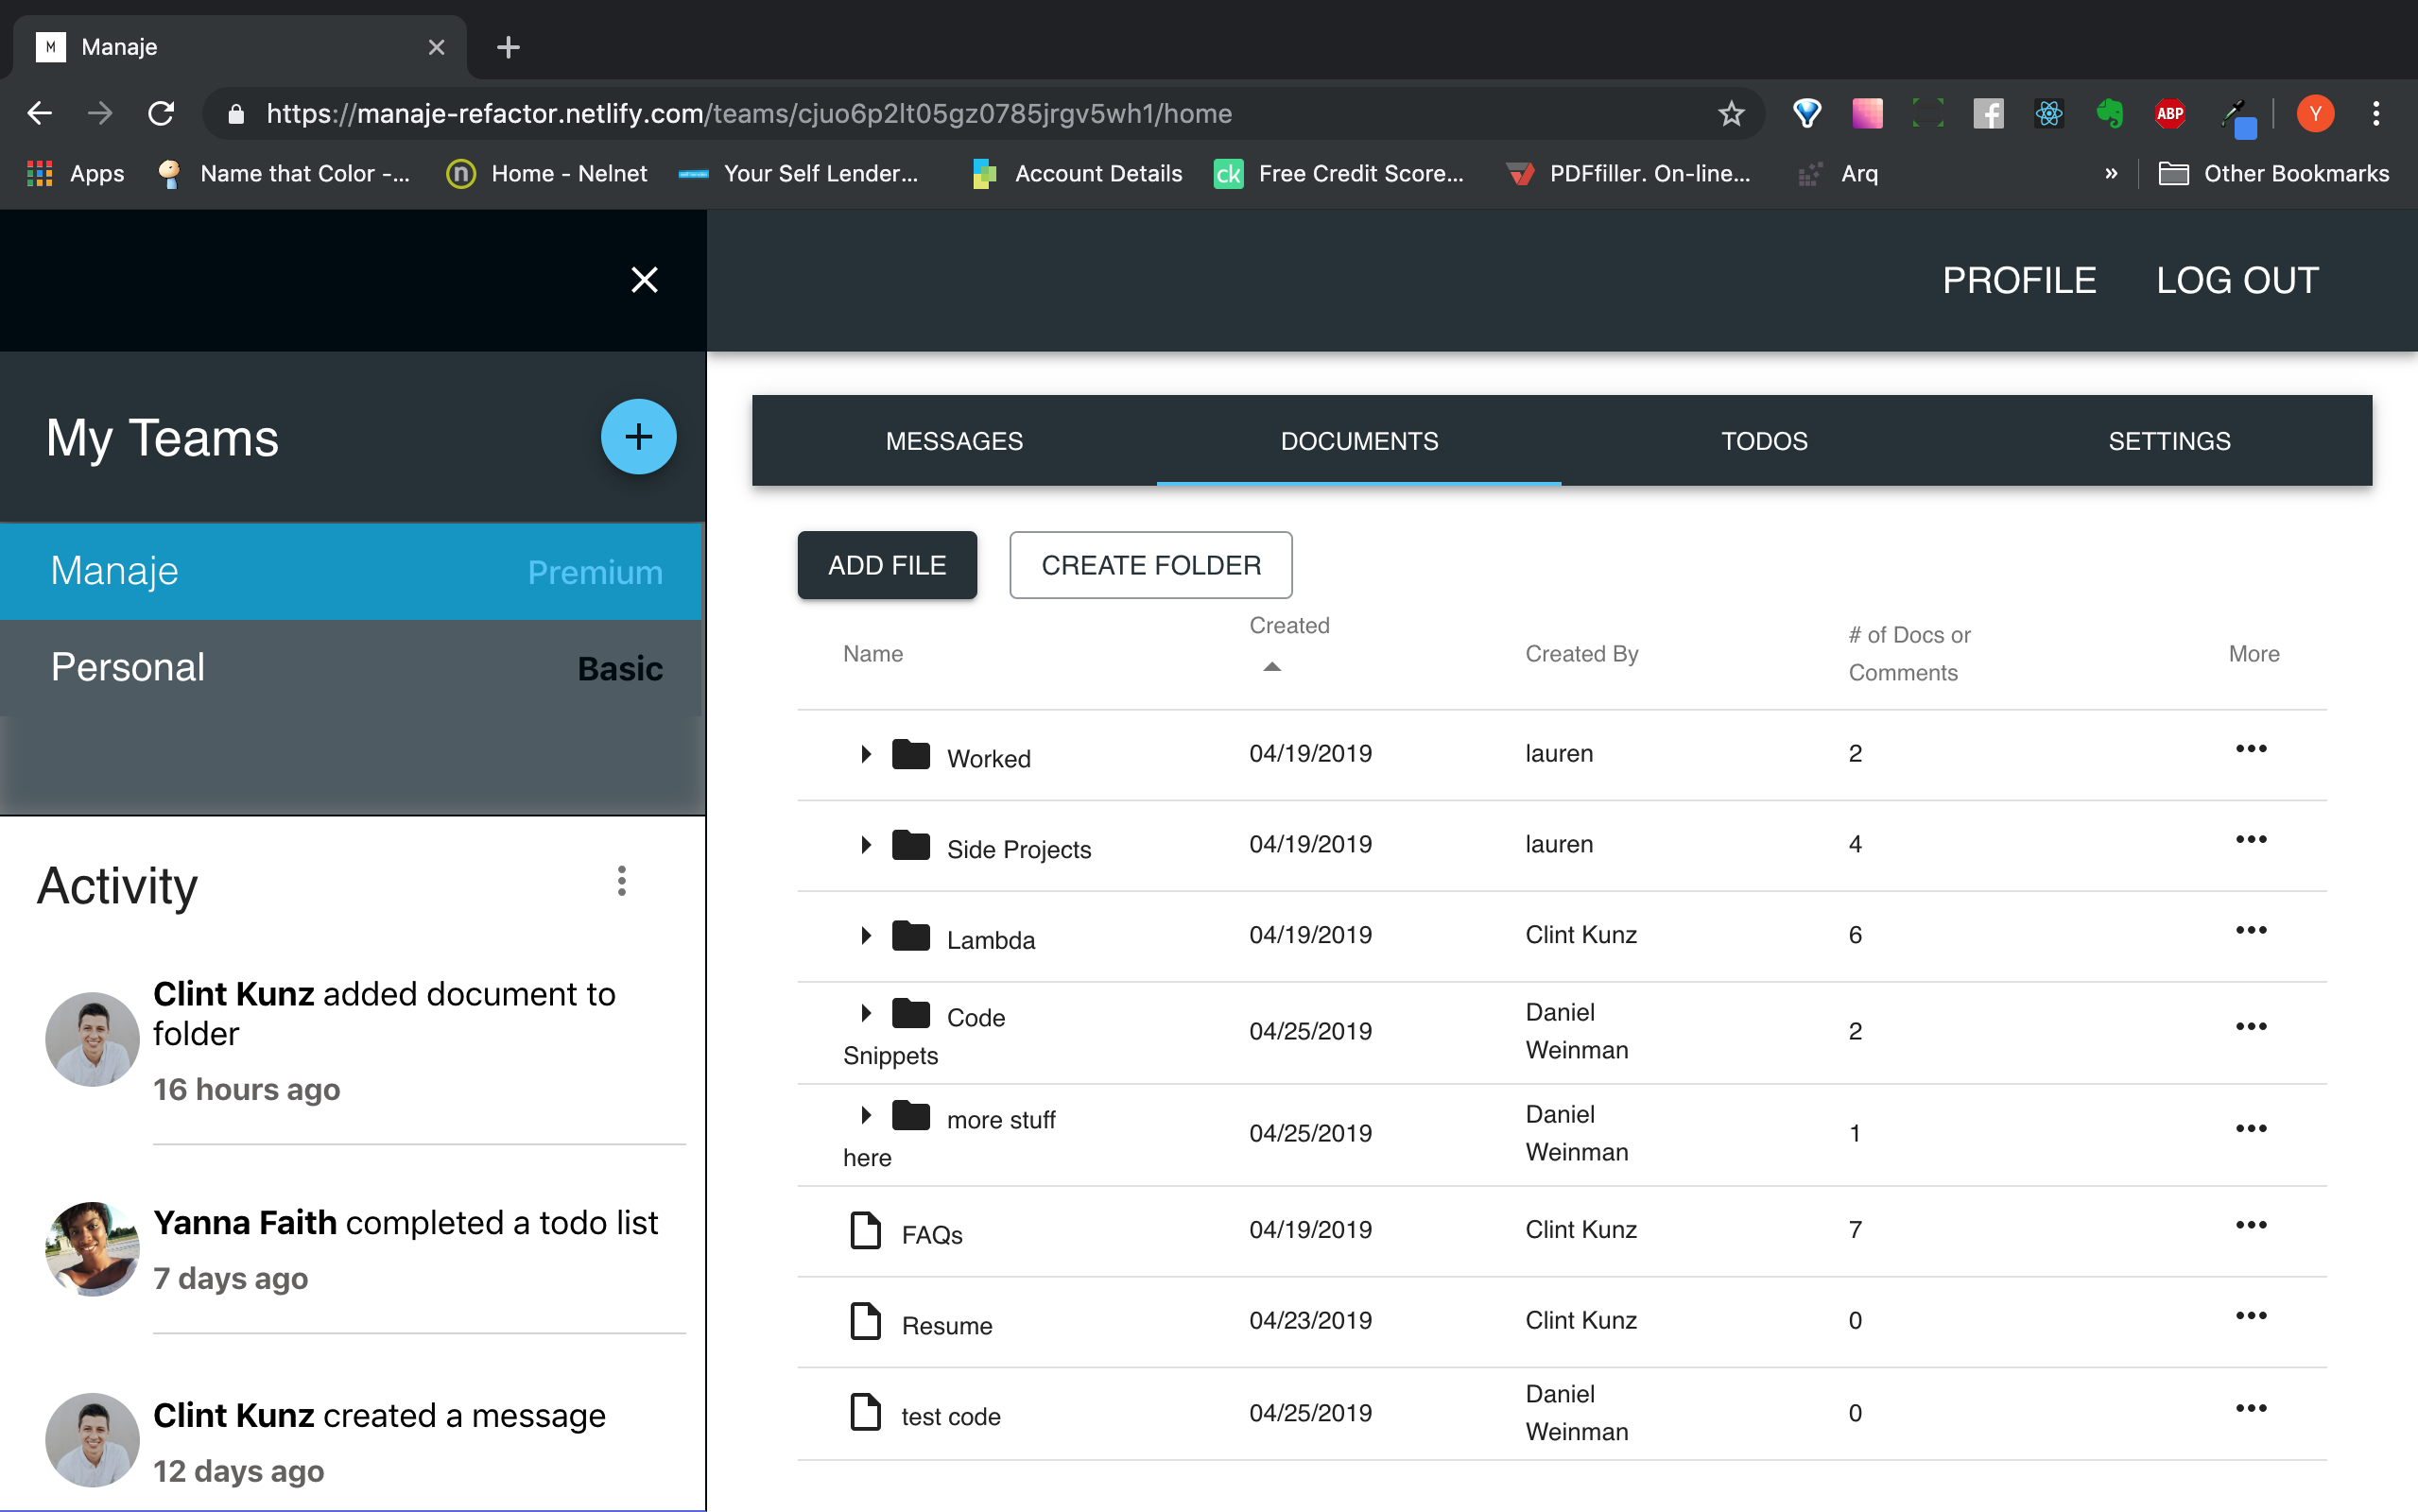 M Manaje
https://manaje-refactor.netlify.com/teams/cjuo6p2lt05gz0785jrgv5wh1/home
ABP
Y
Apps Name that Color -... Home - Nelnet Your Self Lender... Account Details ck Free Credit Score... PDFfiller. On-line... Arq » Other Bookmarks
PROFILE LOG OUT
My Teams
Manaje Premium
Personal Basic
Activity
Clint Kunz added document to
folder
16 hours ago
Yanna Faith completed a todo list
7 days ago
Clint Kunz created a message
12 days ago
MESSAGES DOCUMENTS TODOS SETTINGS
ADD FILE CREATE FOLDER
Name Created Created By # of Docs or
Comments More
Worked 04/19/2019 lauren 2
Side Projects 04/19/2019 lauren 4
Lambda 04/19/2019 Clint Kunz 6
Code
Snippets 04/25/2019 Daniel
Weinman 2
more stuff
here 04/25/2019 Daniel
Weinman 1
FAQs 04/19/2019 Clint Kunz 7
Resume 04/23/2019 Clint Kunz 0
test code 04/25/2019 Daniel
Weinman 0